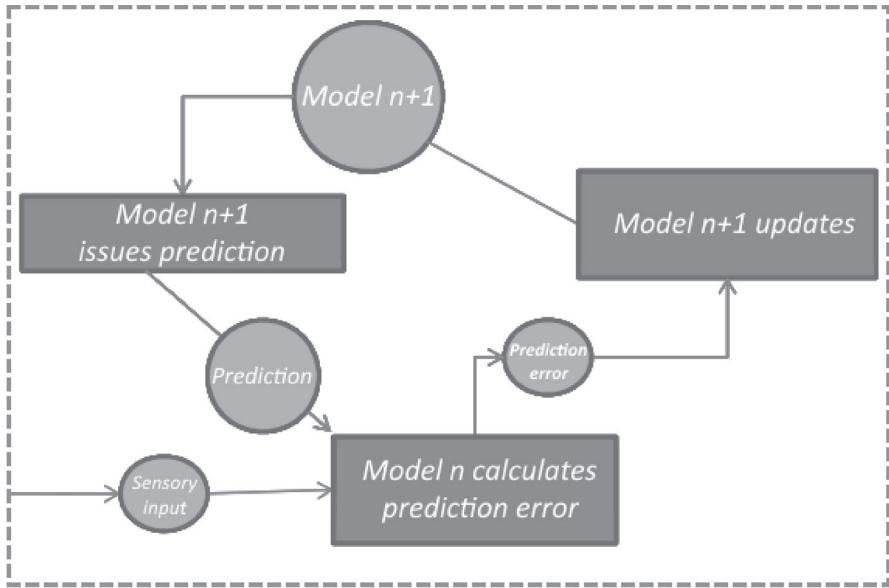 Model n+1
Model n+1
issues prediction
Model n+1 updates
Prediction
error
Prediction
Model n calculates
prediction error
Sensory
input